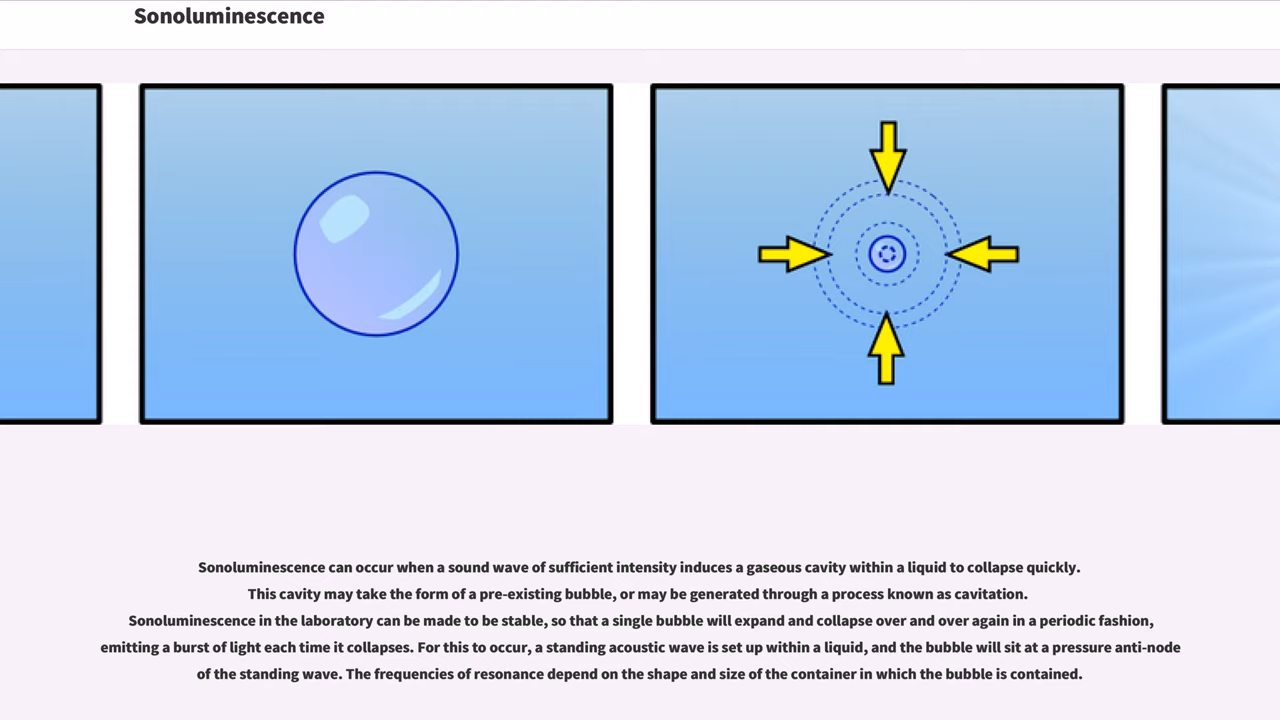 Sonoluminescence
Sonoluminescence can occur when a sound wave of sufficient intensity induces a gaseous cavity within a liquid to collapse quickly.
This cavity may take the form of a pre-existing bubble, or may be generated through a process known as cavitation.
Sonoluminescence in the laboratory can be made to be stable, so that a single bubble will expand and collapse over and over again in a periodic fashion,
emitting a burst of light each time it collapses. For this to occur, a standing acoustic wave is set up within a liquid, and the bubble will sit at a pressure anti-node
of the standing wave. The frequencies of resonance depend on the shape and size of the container in which the bubble is contained.